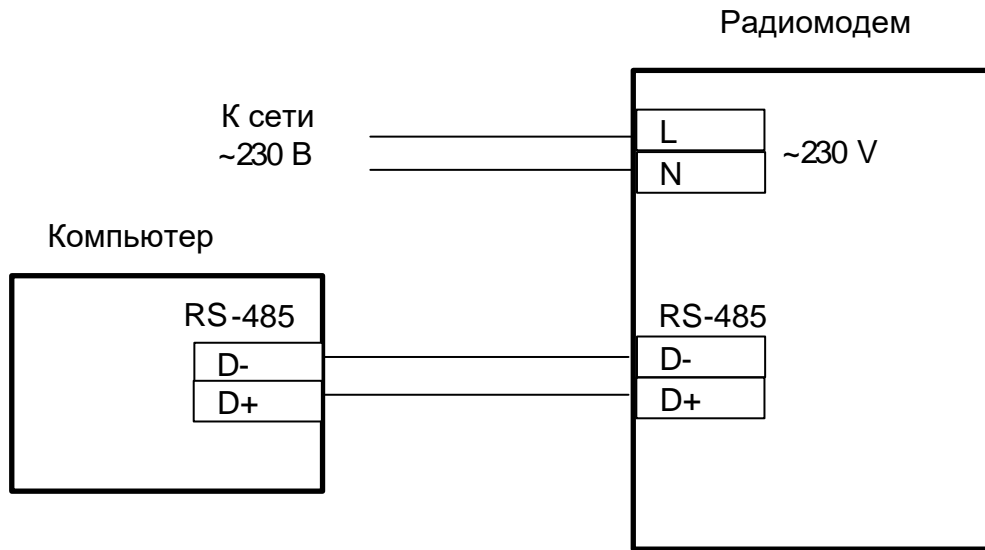 Радиомодем
К сети
~230 В
L
N
~230 V
Компьютер
RS-485
D-
D+
RS-485
D-
D+